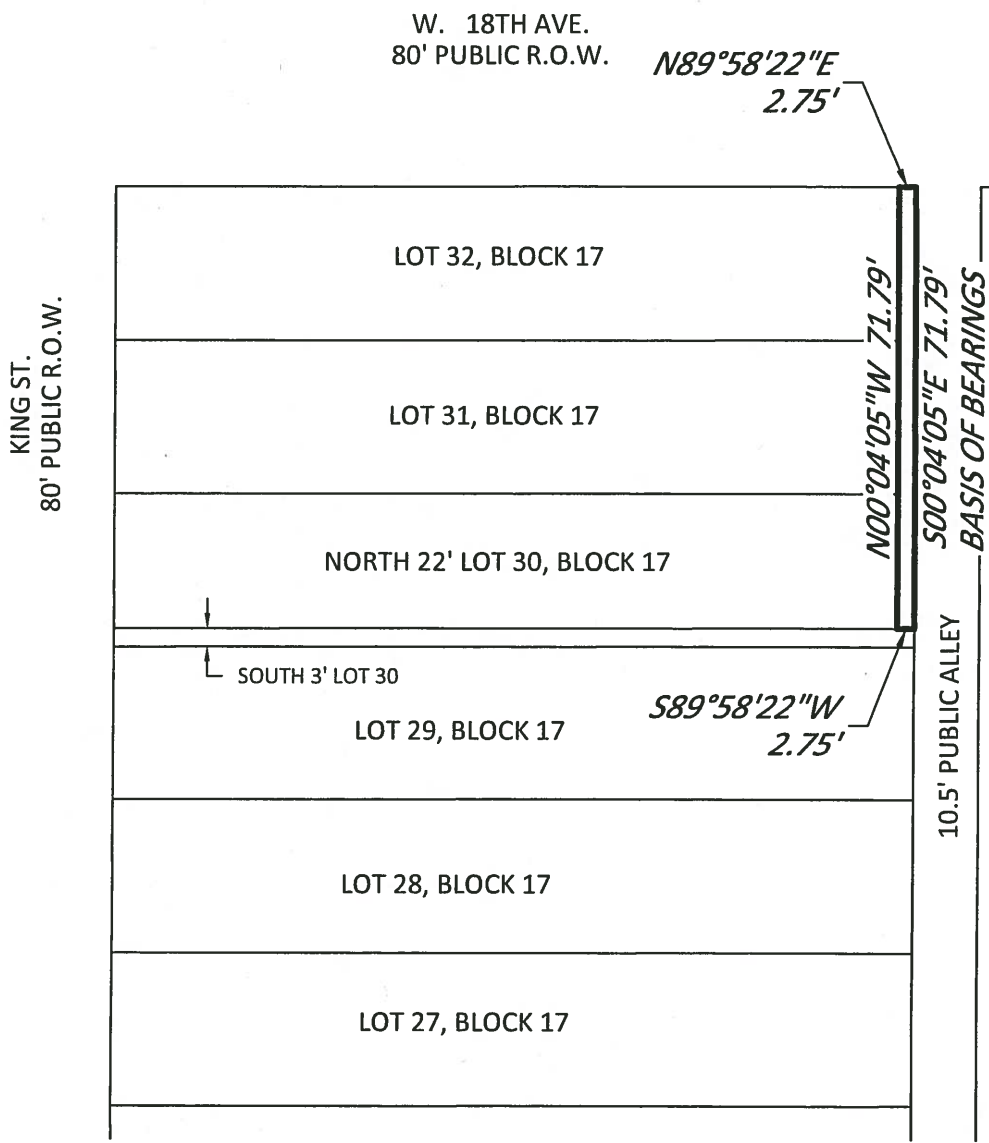 W. 18TH AVE.
80' PUBLIC R.O.W.
N89°58'22"E
2.75'
LOT 32, BLOCK 17
KING ST.
80' PUBLIC R.O.W.
LOT 31, BLOCK 17
N00°04'05"W 71.79'
S00°04'05"E 71.79'
BASIS OF BEARINGS
NORTH 22' LOT 30, BLOCK 17
SOUTH 3' LOT 30
LOT 29, BLOCK 17
S89°58'22"W
2.75'
10.5' PUBLIC ALLEY
LOT 28, BLOCK 17
LOT 27, BLOCK 17